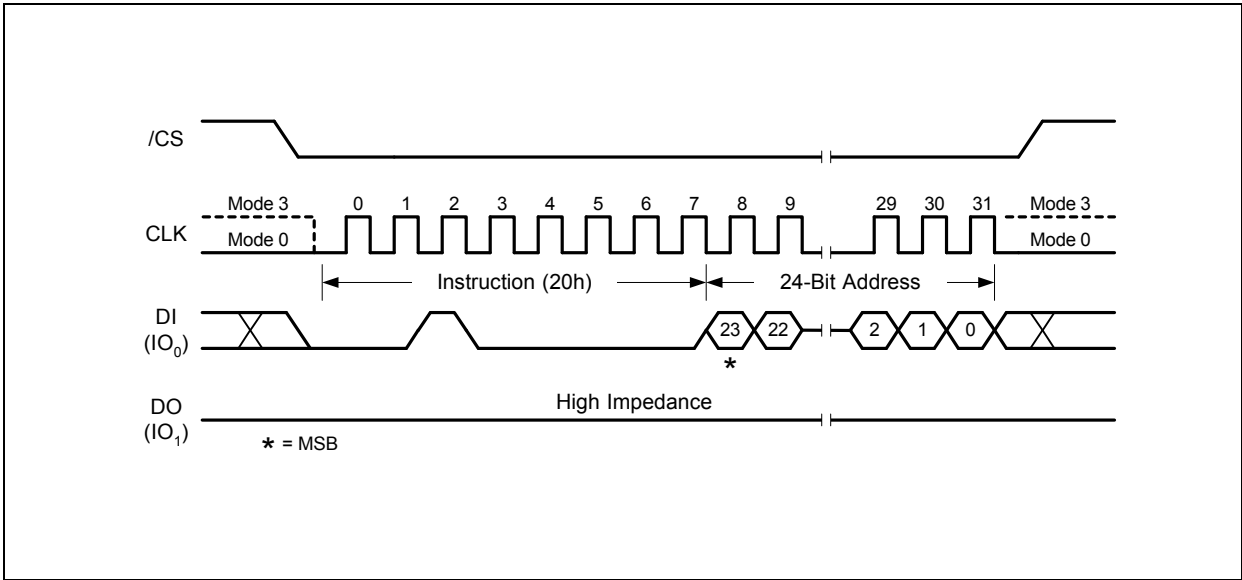 /CS
Mode 3 0 1 2 3 4 5 6 7 8 9 29 30 31 Mode 3
CLK
Mode 0 Mode 0
Instruction (20h) 24-Bit Address
DI
(IO0)
23 22 2 1 0
*
High Impedance
DO
(IO1)
* = MSB